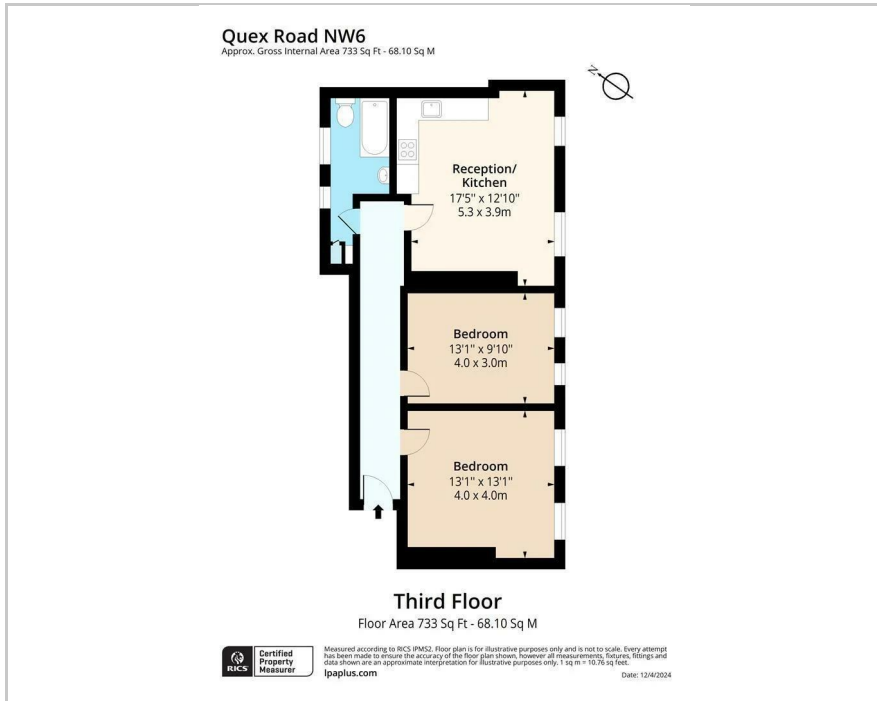 Quex Road NW6
Approx. Gross Internal Area 733 Sq Ft - 68.10 Sq M
N
Reception/
Kitchen
17'5" x 12'10"
5.3 x 3.9m
Bedroom
13'1" x 9'10"
4.0 x 3.0m
Bedroom
13'1" x 13'1"
4.0 x 4.0m
Third Floor
Floor Area 733 Sq Ft - 68.10 Sq M
RICS
Certified
Property
Measurer
Measured according to RICS IPMS2. Floor plan is for illustrative purposes only and is not to scale. Every attempt
has been made to ensure the accuracy of the floor plan shown, however all measurements, fixtures, fittings and
data shown are an approximate interpretation for illustrative purposes only. 1 sq m = 10.76 sq feet.
lpaplus.com
Date: 12/4/2024